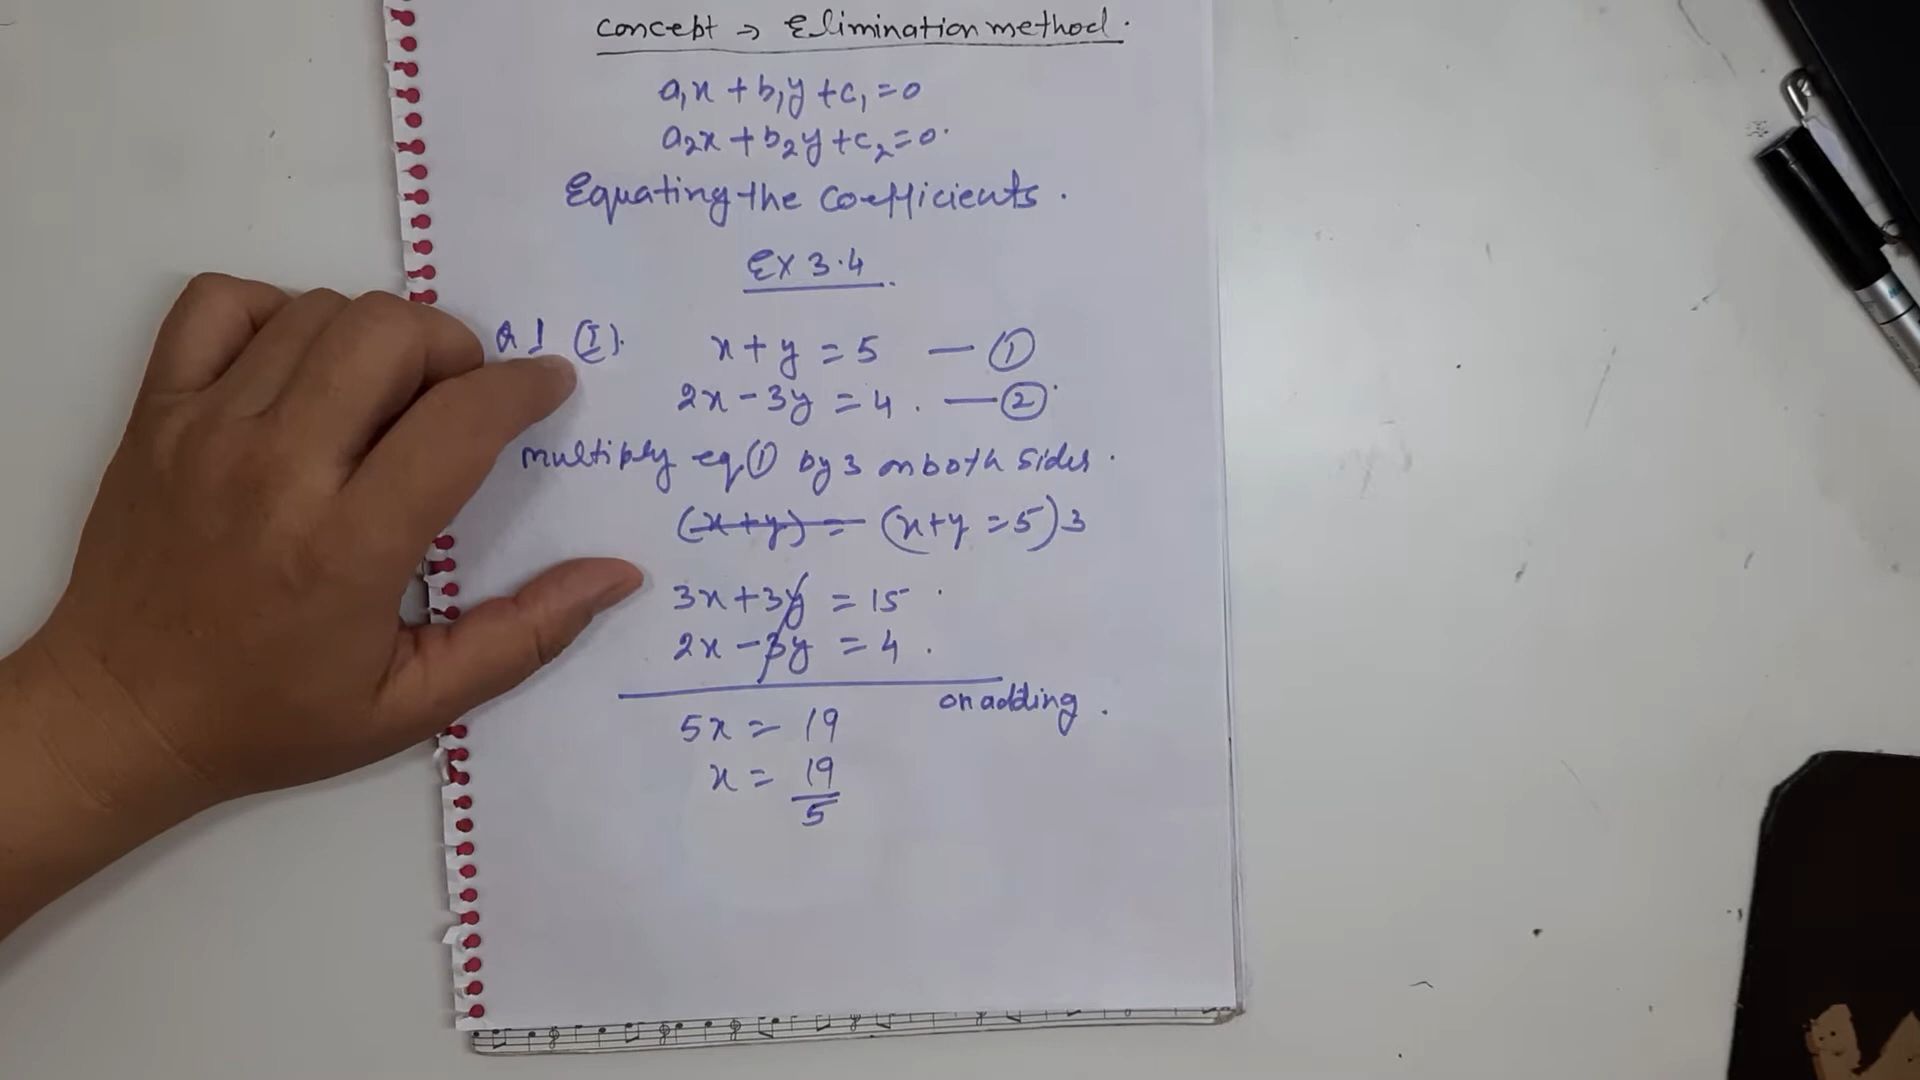 Concept → Elimination method.
a₁x + b₁y + c₁ = 0
a₂x + b₂y + c₂ = 0.
Equating the Coefficients.
Ex 3.4
Q1 (I). x + y = 5 — ①
2x - 3y = 4. — ②
multiply eq ① by 3 on both sides.
(x+y) = (x+y = 5)3
3x + 3y = 15.
2x - 3y = 4.
on adding.
5x = 19
x = 19/5